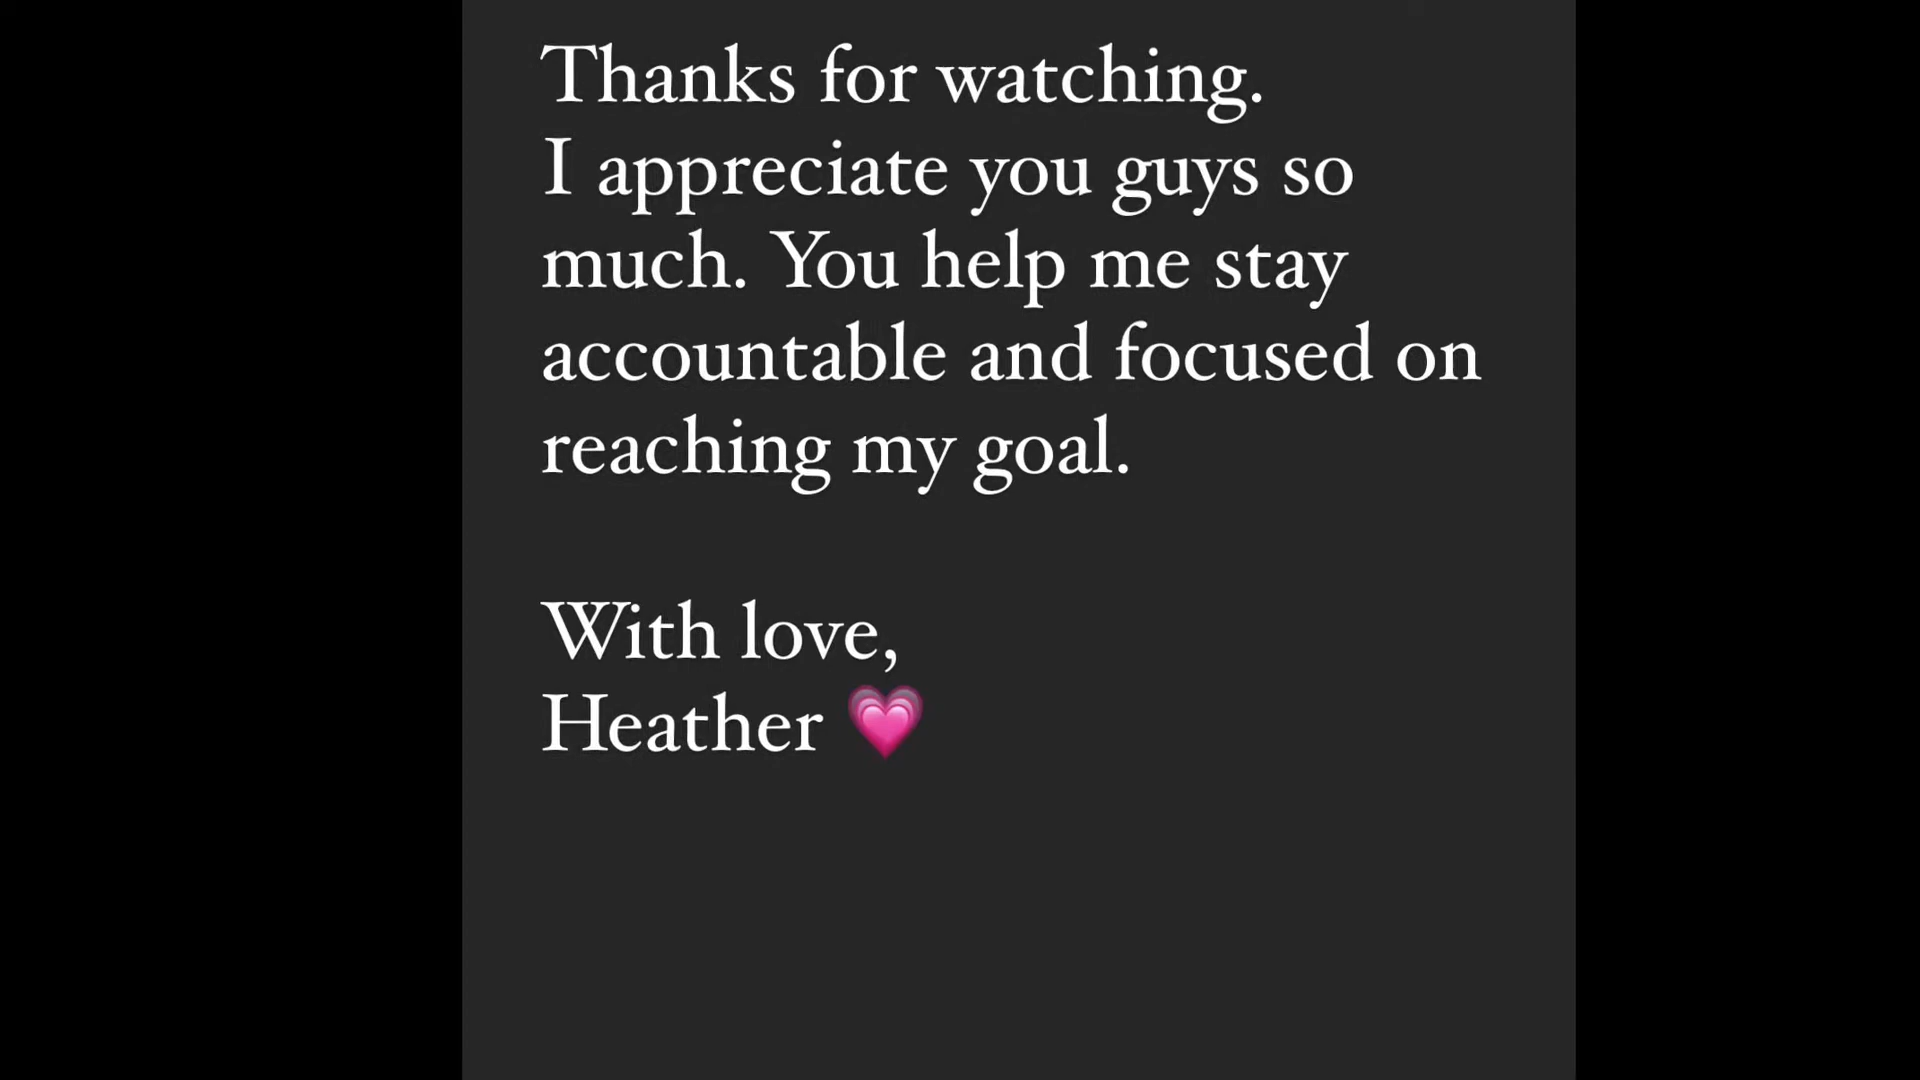 Thanks for watching.
I appreciate you guys so
much. You help me stay
accountable and focused on
reaching my goal.
With love,
Heather 💗